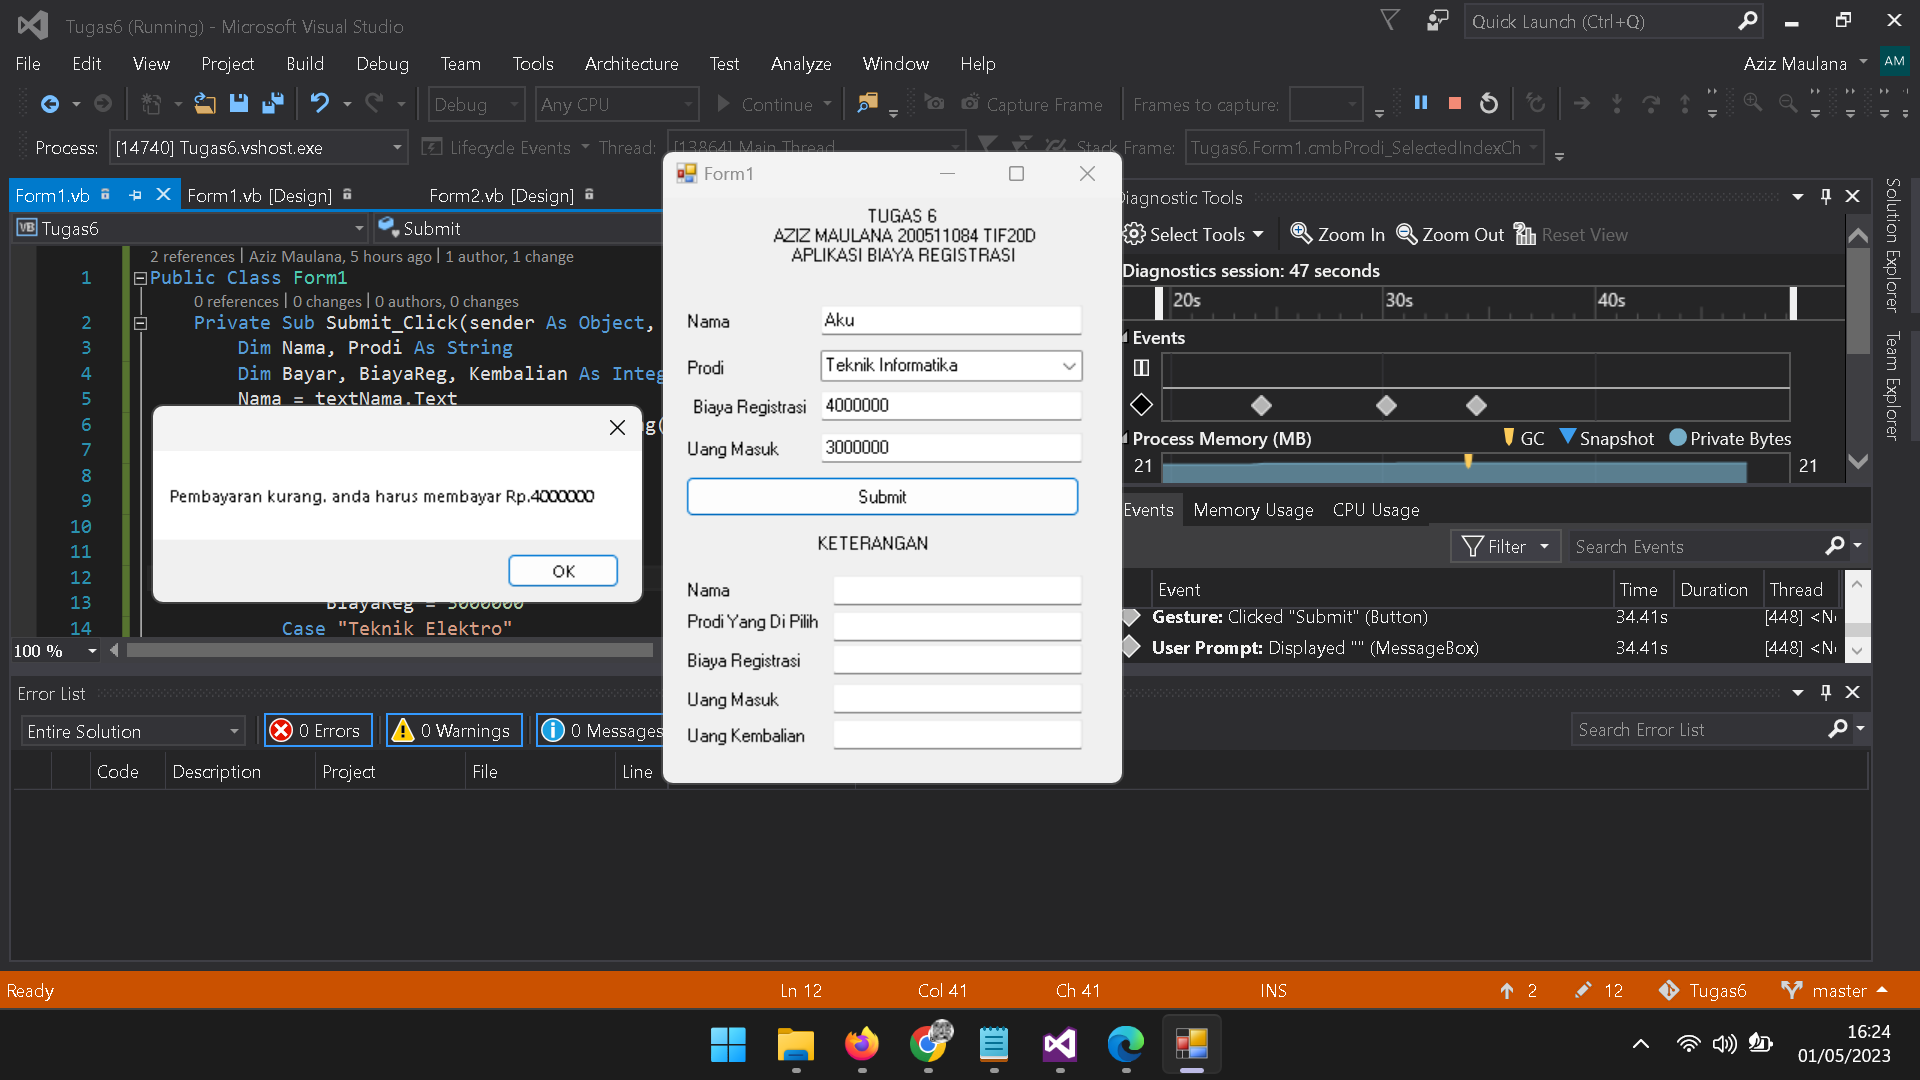 Tugas6 (Running) - Microsoft Visual Studio
Quick Launch (Ctrl+Q)
File Edit View Project Build Debug Team Tools Architecture Test Analyze Window Help
Aziz Maulana AM
Debug Any CPU Continue Capture Frame Frames to capture:
Process: [14740] Tugas6.vshost.exe Lifecycle Events Thread: [13864] Main Thread Stack Frame: Tugas6.Form1.cmbProdi_SelectedIndexCh
Form1.vb Form1.vb [Design] Form2.vb [Design]
VB Tugas6 Submit
2 references | Aziz Maulana, 5 hours ago | 1 author, 1 change
1 Public Class Form1
0 references | 0 changes | 0 authors, 0 changes
2 Private Sub Submit_Click(sender As Object,
3 Dim Nama, Prodi As String
4 Dim Bayar, BiayaReg, Kembalian As Integ
5 Nama = textNama.Text
6 ng(
7
8
9
10
11
12
13 BiayaReg = 3000000
14 Case "Teknik Elektro"
100 %
Pembayaran kurang, anda harus membayar Rp.4000000
OK
Form1
TUGAS 6
AZIZ MAULANA 200511084 TIF20D
APLIKASI BIAYA REGISTRASI
Nama Aku
Prodi Teknik Informatika
Biaya Registrasi 4000000
Uang Masuk 3000000
Submit
KETERANGAN
Nama
Prodi Yang Di Pilih
Biaya Registrasi
Uang Masuk
Uang Kembalian
Diagnostic Tools
Select Tools Zoom In Zoom Out Reset View
Diagnostics session: 47 seconds
20s 30s 40s
Events
Process Memory (MB) GC Snapshot Private Bytes
21 21
Events Memory Usage CPU Usage
Filter Search Events
Event Time Duration Thread
Gesture: Clicked "Submit" (Button) 34.41s [448] <N
User Prompt: Displayed "" (MessageBox) 34.41s [448] <N
Solution Explorer
Team Explorer
Error List
Entire Solution 0 Errors 0 Warnings 0 Messages
Search Error List
Code Description Project File Line
Ready Ln 12 Col 41 Ch 41 INS 2 12 Tugas6 master
16:24
01/05/2023